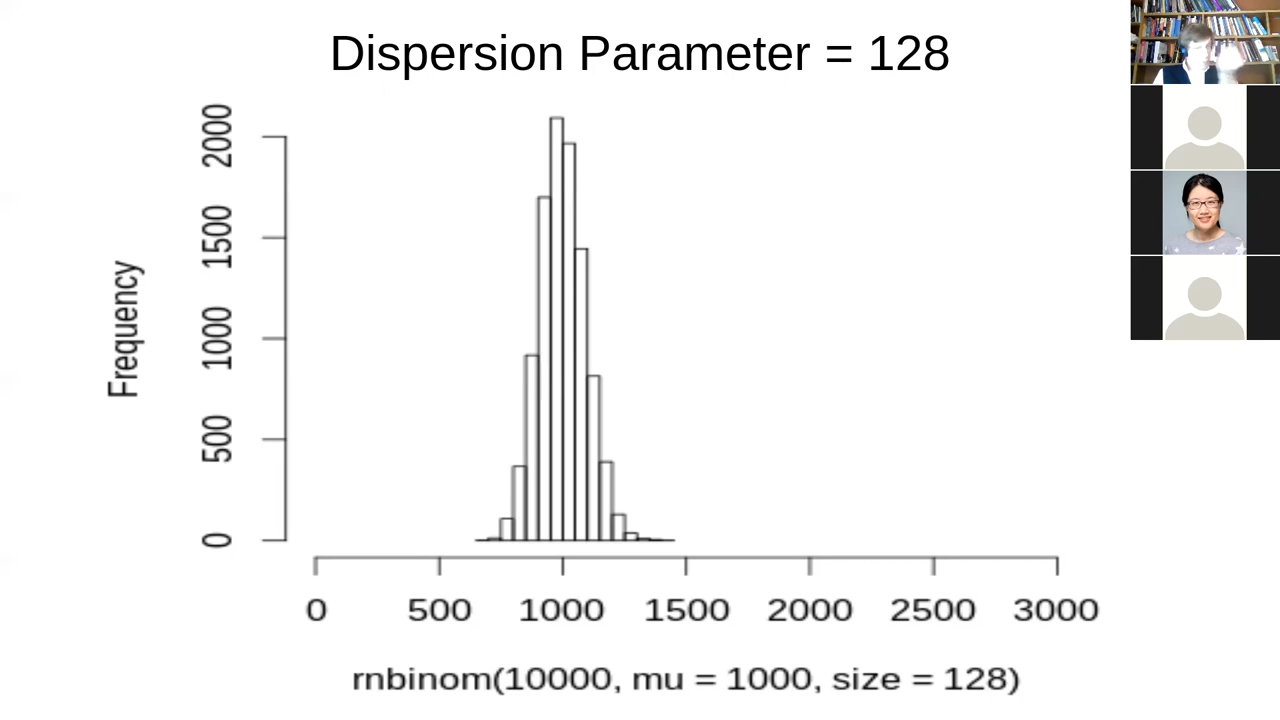 Dispersion Parameter = 128
2000
1500
1000
500
0
Frequency
0 500 1000 1500 2000 2500 3000
rnbinom(10000, mu = 1000, size = 128)